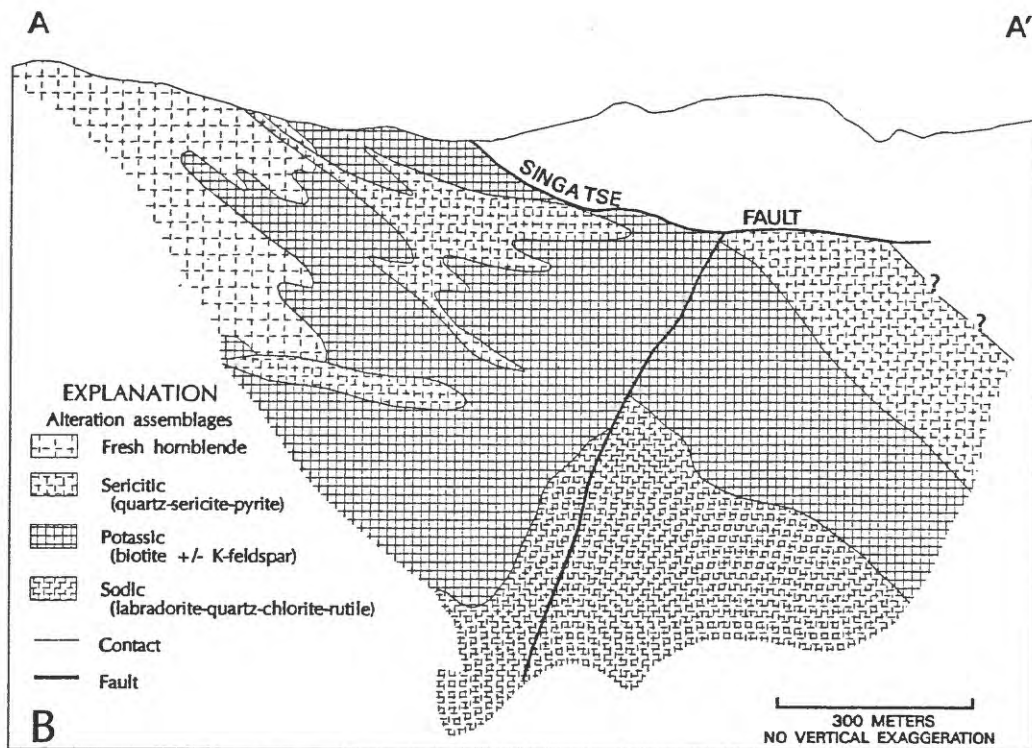 A
A'
SINGATSE
FAULT
?
?
EXPLANATION
Alteration assemblages
Fresh hornblende
Sericitic
(quartz-sericite-pyrite)
Potassic
(biotite +/- K-feldspar)
Sodic
(labradorite-quartz-chlorite-rutile)
Contact
Fault
B
300 METERS
NO VERTICAL EXAGGERATION